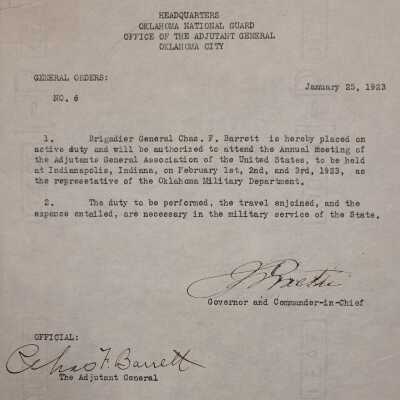 HEADQUARTERS
OKLAHOMA NATIONAL GUARD
OFFICE OF THE ADJUTANT GENERAL
OKLAHOMA CITY
GENERAL ORDERS:
January 25, 1923
NO. 6
1. Brigadier General Chas. F. Barrett is hereby placed on
active duty and will be authorized to attend the Annual Meeting of
the Adjutants General Association of the United States, to be held
at Indianapolis, Indiana, on February 1st, 2nd, and 3rd, 1923, as
the representative of the Oklahoma Military Department.
2. The duty to be performed, the travel enjoined, and the
expence entailed, are necessary in the military service of the State.
Governor and Commander-in-Chief
OFFICIAL:
Chas F. Barrett
The Adjutant General